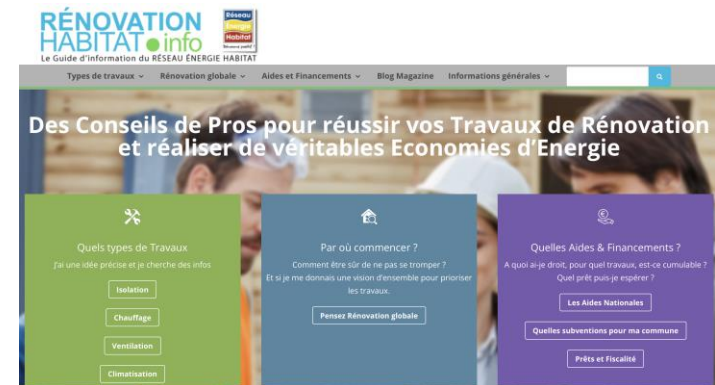 RÉNOVATION
HABITAT.info
Le Guide d'information du RÉSEAU ÉNERGIE HABITAT
Réseau
Energie
Habitat
Types de travaux
Rénovation globale
Aides et Financements
Blog Magazine
Informations générales
Des Conseils de Pros pour réussir vos Travaux de Rénovation
et réaliser de véritables Economies d'Energie
Quels types de Travaux
J'ai une idée précise et je cherche des infos
Isolation
Chauffage
Ventilation
Climatisation
Par où commencer ?
Comment être sûr de ne pas se tromper ?
Et si je me donnais une vision d'ensemble pour prioriser
les travaux.
Pensez Rénovation globale
Quelles Aides & Financements ?
A quoi ai-je droit, pour quel travaux, est-ce cumulable ?
Quel prêt puis-je espérer ?
Les Aides Nationales
Quelles subventions pour ma commune
Prêts et Fiscalité